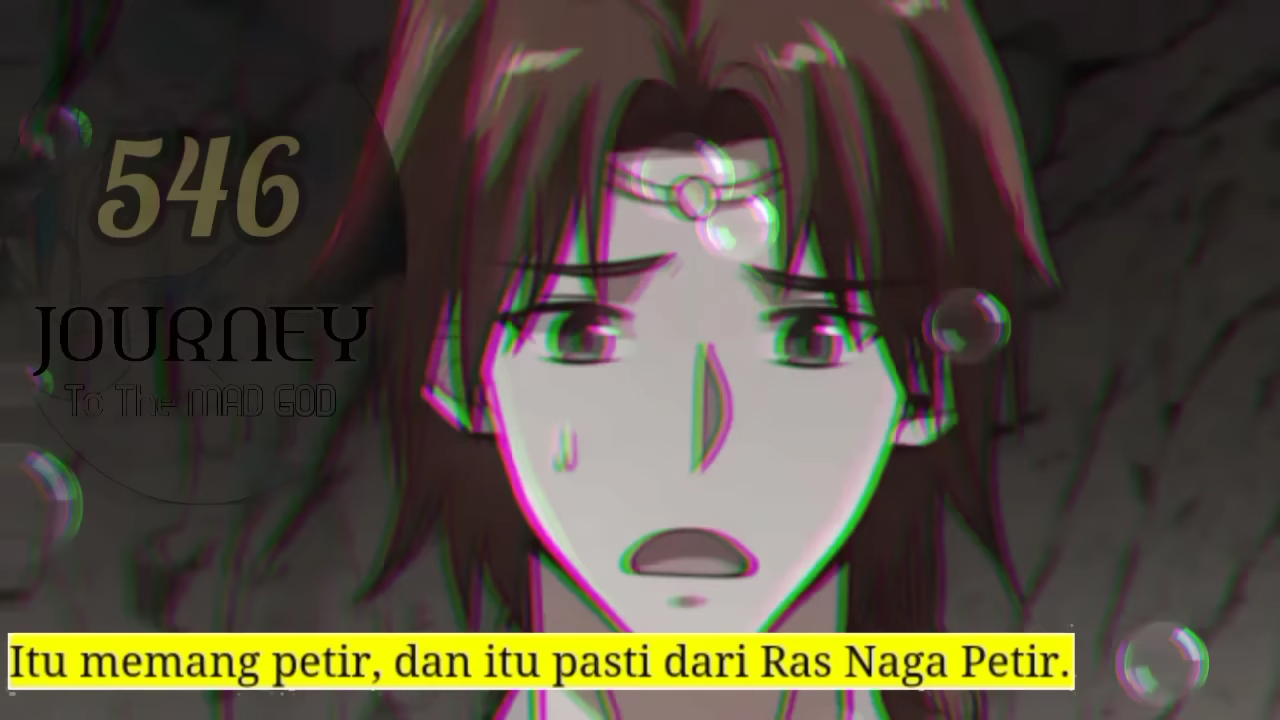 546
JOURNEY
To The MAD GOD
Itu memang petir, dan itu pasti dari Ras Naga Petir.